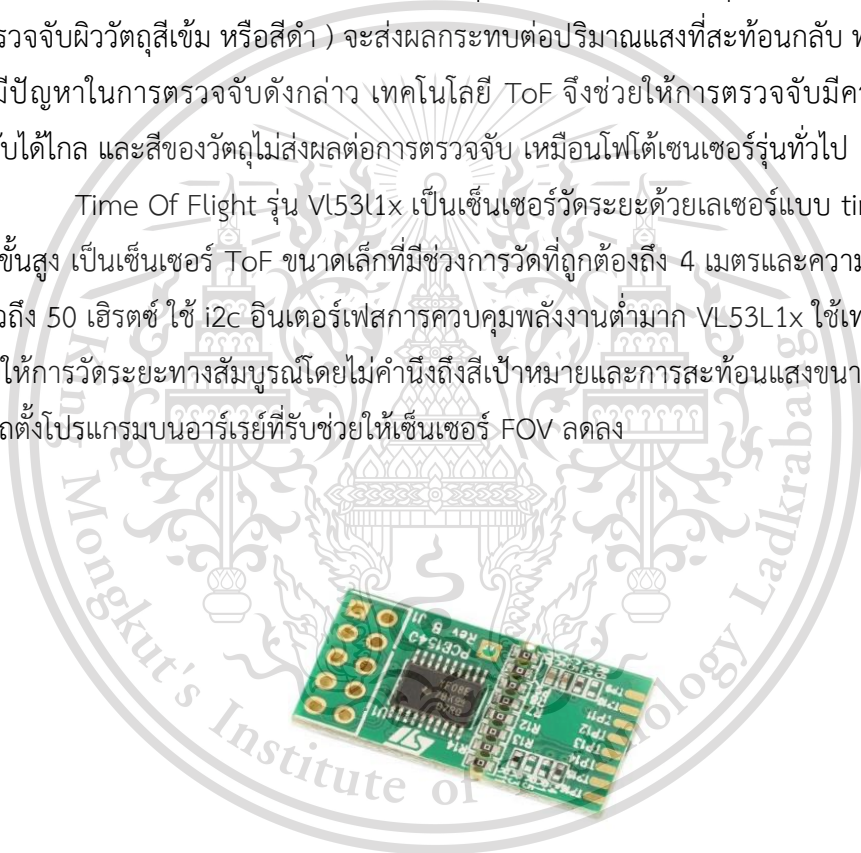 รวจจับผิววัตถุสีเข้ม หรือสีดำ ) จะส่งผลกระทบต่อปริมาณแสงที่สะท้อนกลับ
มีปัญหาในการตรวจจับดังกล่าว เทคโนโลยี ToF จึงช่วยให้การตรวจจับมีคว
บได้ไกล และสีของวัตถุไม่ส่งผลต่อการตรวจจับ เหมือนโฟโต้เซนเซอร์รุ่นทั่วไป
Time Of Flight รุ่น Vl53l1x เป็นเซ็นเซอร์วัดระยะด้วยเลเซอร์แบบ tir
ขั้นสูง เป็นเซ็นเซอร์ ToF ขนาดเล็กที่มีช่วงการวัดที่ถูกต้องถึง 4 เมตรและความ
วถึง 50 เฮิรตซ์ ใช้ i2c อินเตอร์เฟสการควบคุมพลังงานต่ำมาก VL53L1x ใช้เท
ให้การวัดระยะทางสัมบูรณ์โดยไม่คำนึงถึงสีเป้าหมายและการสะท้อนแสงขนา
ถตั้งโปรแกรมบนอาร์เรย์ที่รับช่วยให้เซ็นเซอร์ FOV ลดลง
King Mongkut's Institute of Technology Ladkrabang
J1
Rev B
PCB1540
U1
R12
R13
R14
TP11
TP12
TP13
TP14